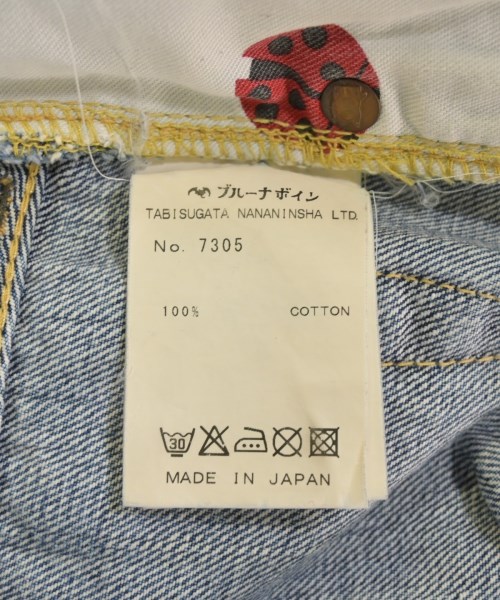 ブルーナボイン
TABISUGATA NANANINSHA LTD.
No. 7305
100% COTTON
30
MADE IN JAPAN